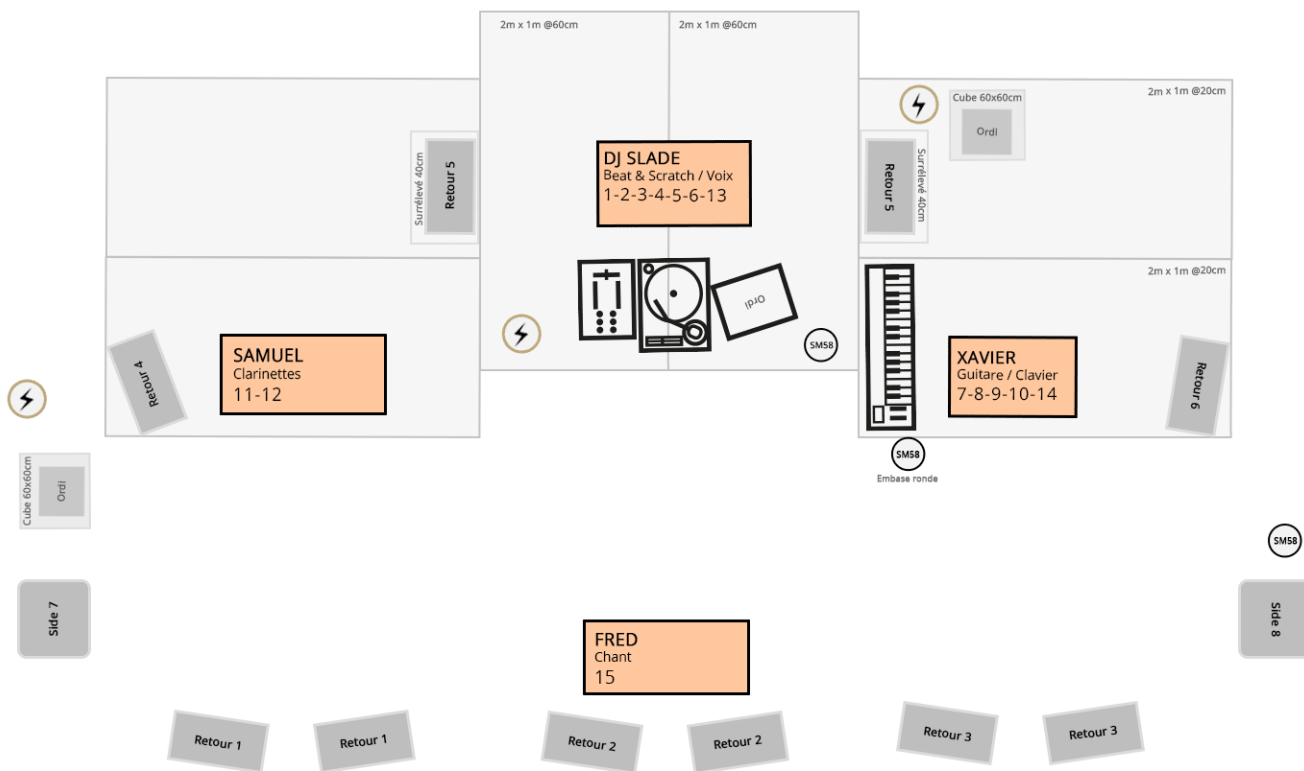 2m x 1m @60cm
2m x 1m @60cm
2m x 1m @20cm
Cube 60x60cm
Ordi
DJ SLADE
Beat & Scratch / Voix
1-2-3-4-5-6-13
Surrélevé 40cm
Retour 5
Retour 5
Surrélevé 40cm
2m x 1m @20cm
Ordi
SM58
SAMUEL
Clarinettes
11-12
Retour 4
XAVIER
Guitare / Clavier
7-8-9-10-14
Retour 6
SM58
Embase ronde
Cube 60x60cm
Ordi
SM58
Side 7
Side 8
FRED
Chant
15
Retour 1
Retour 1
Retour 2
Retour 2
Retour 3
Retour 3